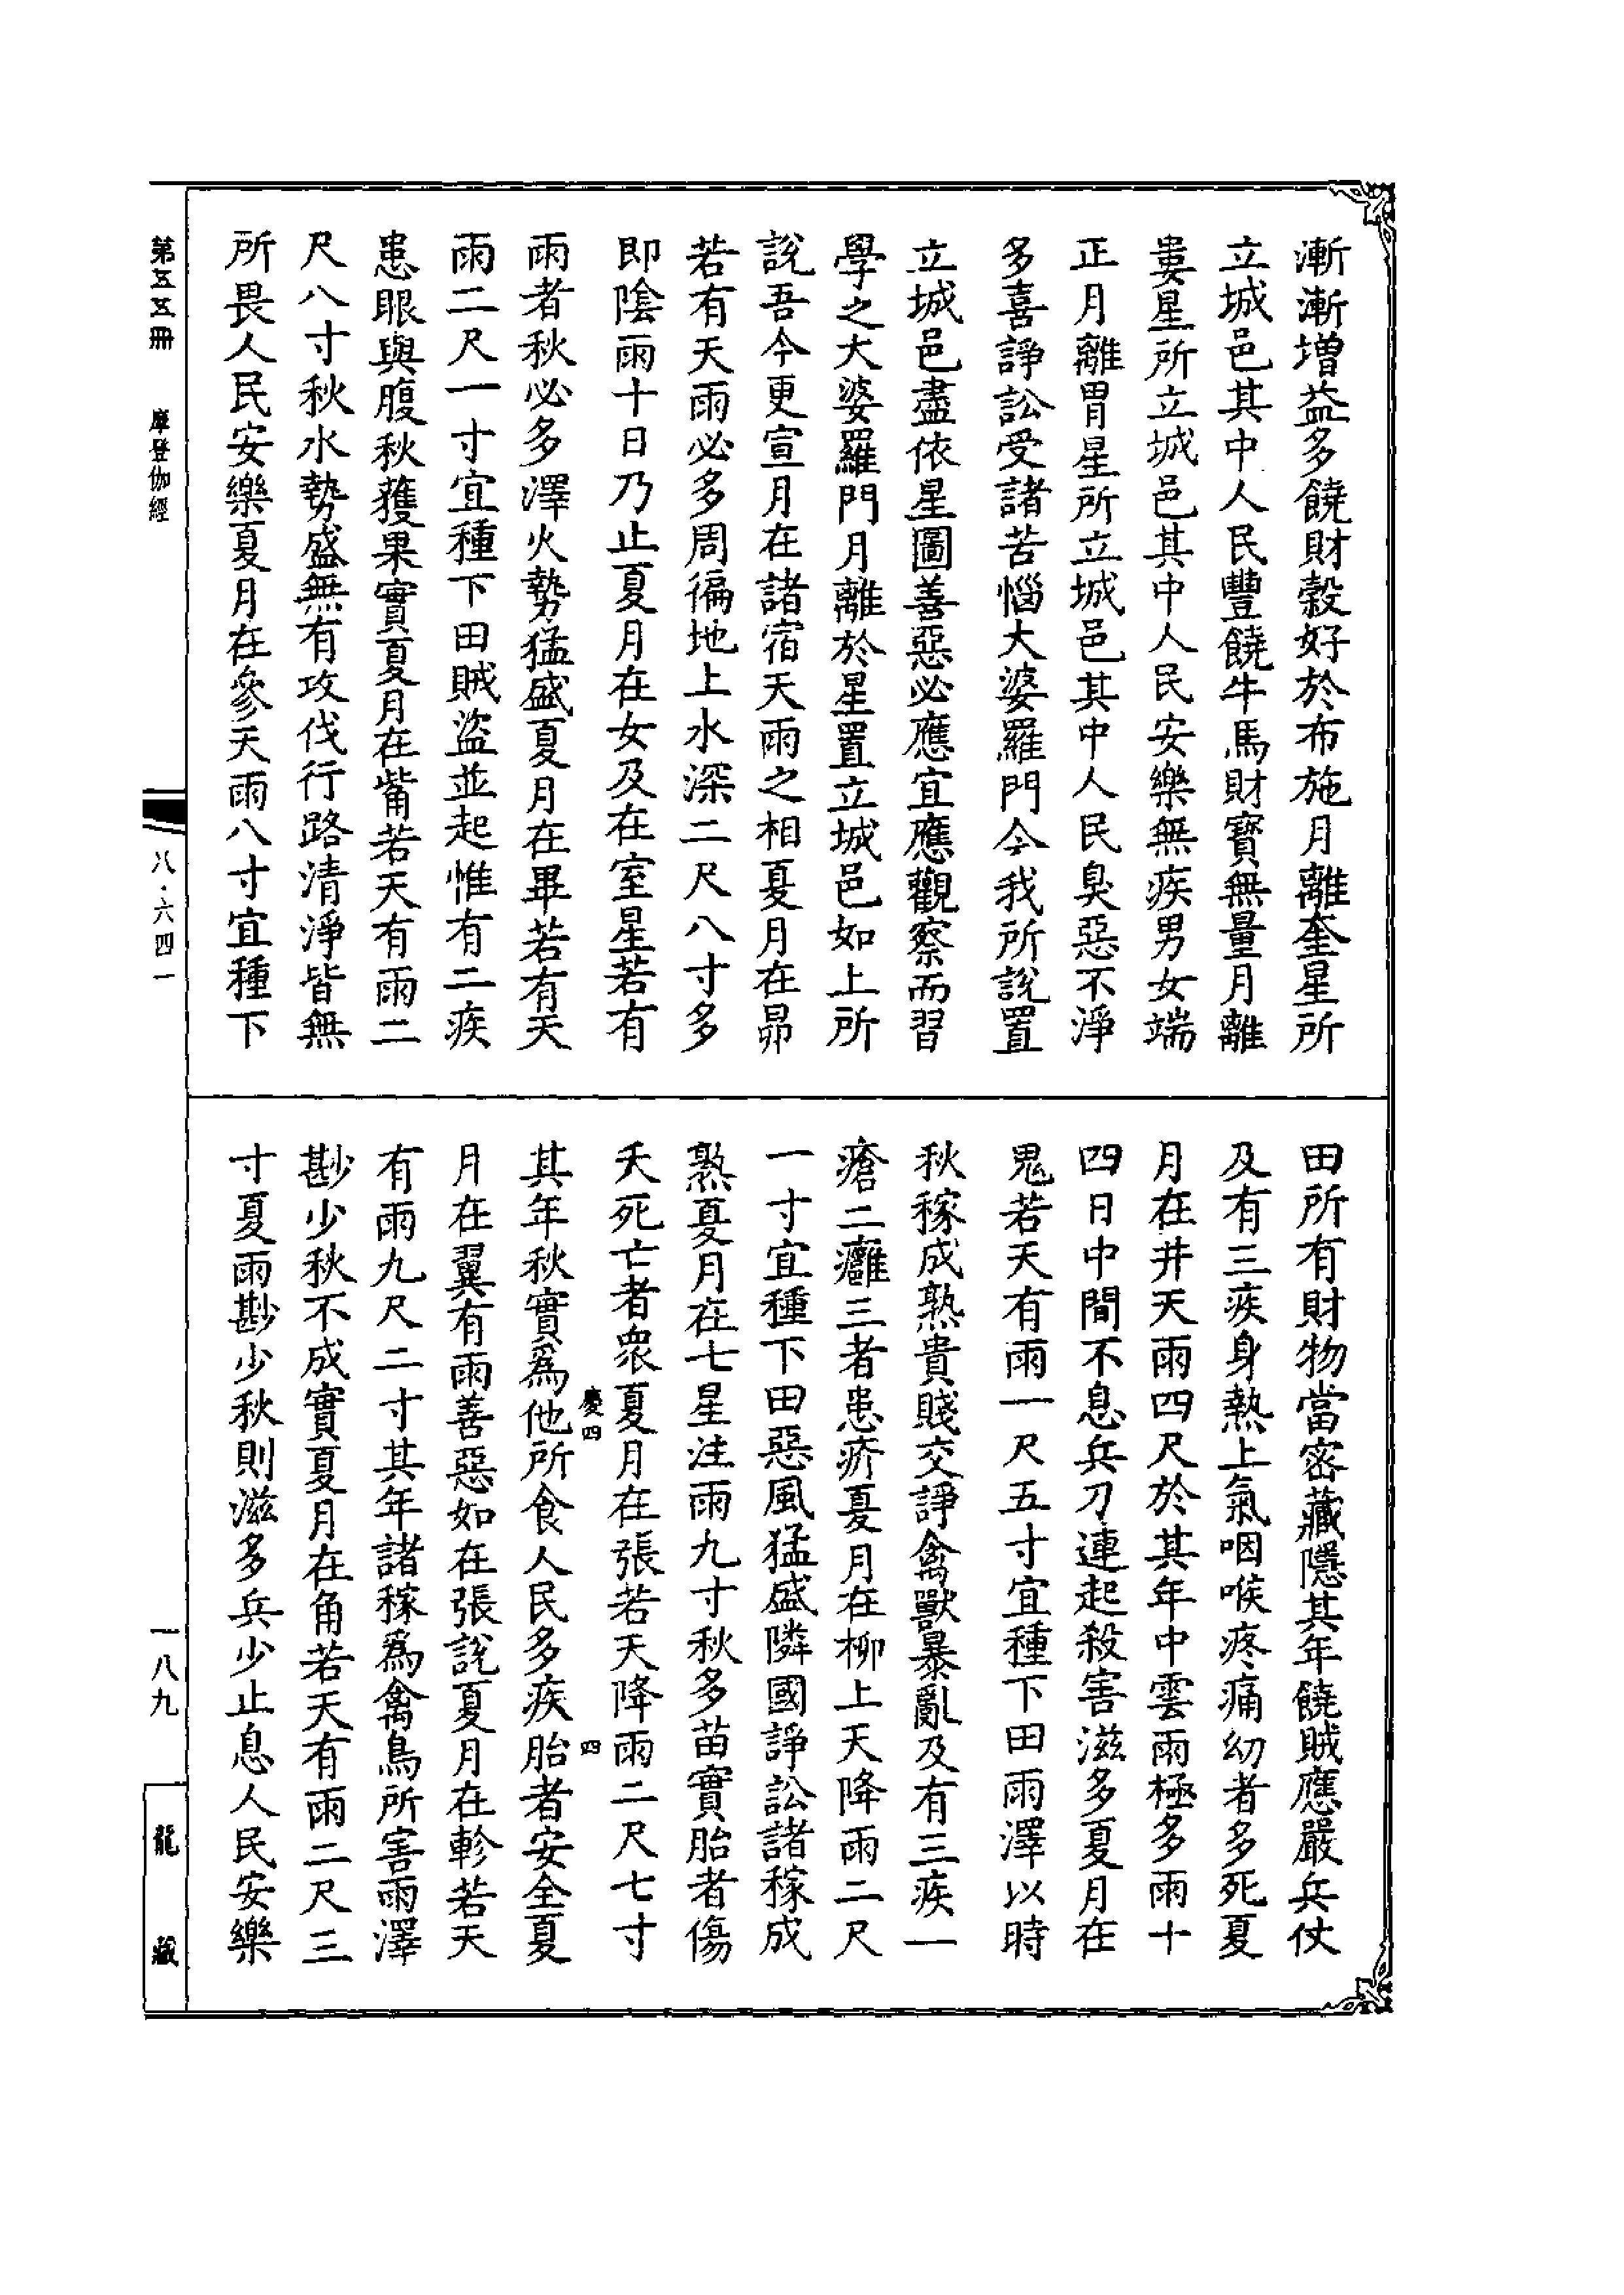 漸漸增益多饒財穀好於布施月離奎星所
立城邑其中人民豐饒牛馬財寶無量月離
婁星所立城邑其中人民安樂無疾男女端
正月離胃星所立城邑其中人民臭惡不淨
多喜諍訟受諸苦惱大婆羅門今我所說置
立城邑盡依星圖善惡必應宜應觀察而習
學之大婆羅門月離於星置立城邑如上所
說吾今更宣月在諸宿天雨之相夏月在昴
若有天雨必多周徧地上水深二尺八寸多
即陰雨十日乃止夏月在女及在室星若有
雨者秋必多澤火勢猛盛夏月在畢若有天
雨二尺一寸宜種下田賊盜並起惟有二疾
患眼與腹秋穫果實夏月在觜若天有雨二
尺八寸秋水勢盛無有攻伐行路清淨皆無
所畏人民安樂夏月在參天雨八寸宜種下
田所有財物當密藏隱其年饒賊應嚴兵仗
及有三疾身熱上氣咽喉疼痛幼者多死夏
月在井天雨四尺於其年中雲雨極多雨十
四日中間不息兵刀連起殺害滋多夏月在
鬼若天有雨一尺五寸宜種下田雨澤以時
秋稼成熟貴賤交諍禽獸暴亂及有三疾一
瘡二癰三者患疥夏月在柳上天降雨二尺
一寸宜種下田惡風猛盛隣國諍訟諸稼成
熟夏月在七星注雨九寸秋多苗實胎者傷
夭死亡者衆夏月在張若天降雨二尺七寸
慶四 四
其年秋實爲他所食人民多疾胎者安全夏
月在翼有雨善惡如在張說夏月在軫若天
有雨九尺二寸其年諸稼爲禽鳥所害雨澤
尠少秋不成實夏月在角若天有雨二尺三
寸夏雨尠少秋則滋多兵少止息人民安樂
第五五冊 摩登伽經
八·六四一
一八九
龍藏